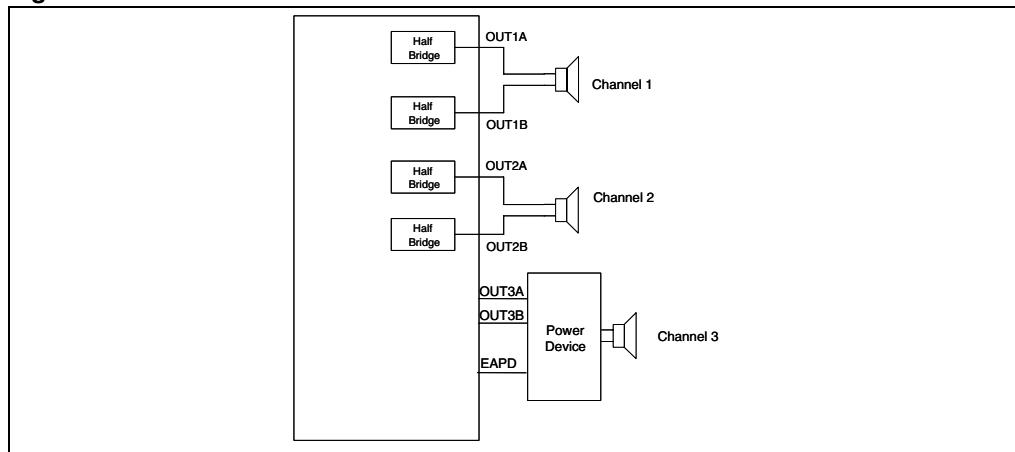 Half
Bridge
OUT1A
Channel 1
Half
Bridge
OUT1B
Half
Bridge
OUT2A
Channel 2
Half
Bridge
OUT2B
OUT3A
OUT3B
Power
Device
Channel 3
EAPD